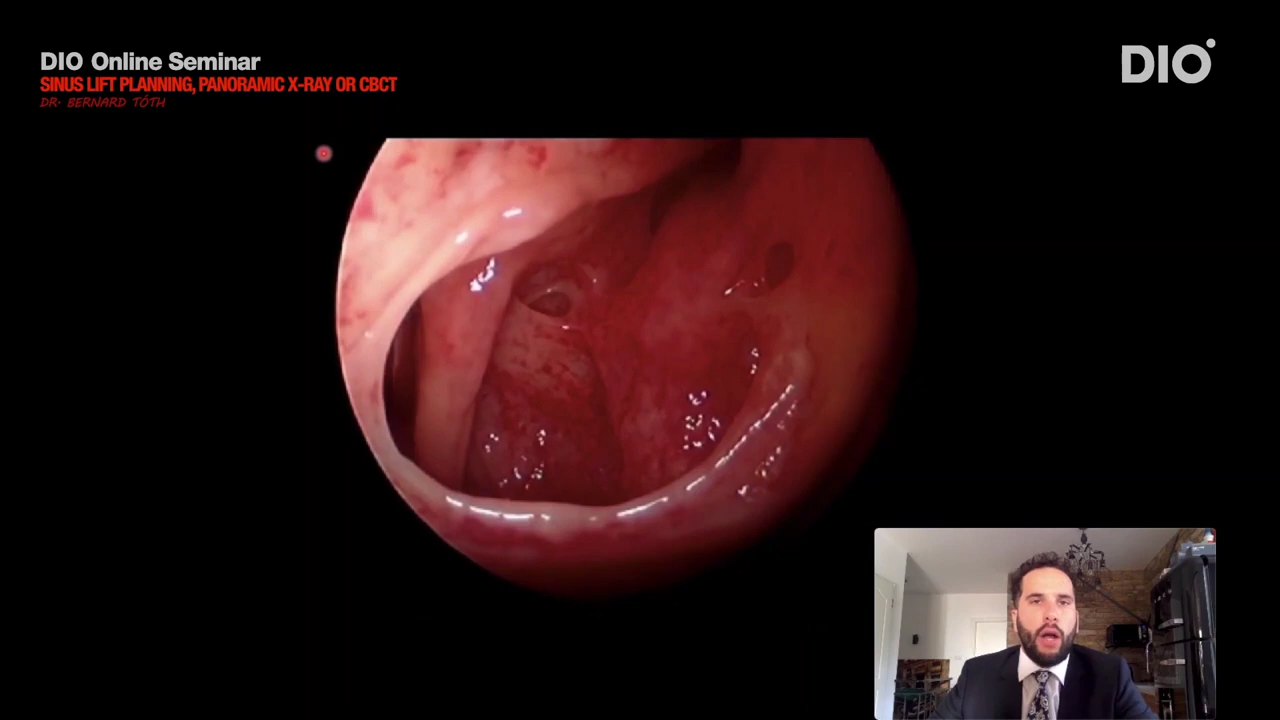 DIO Online Seminar
SINUS LIFT PLANNING, PANORAMIC X-RAY OR CBCT
DR. BERNARD TÓTH
DIO